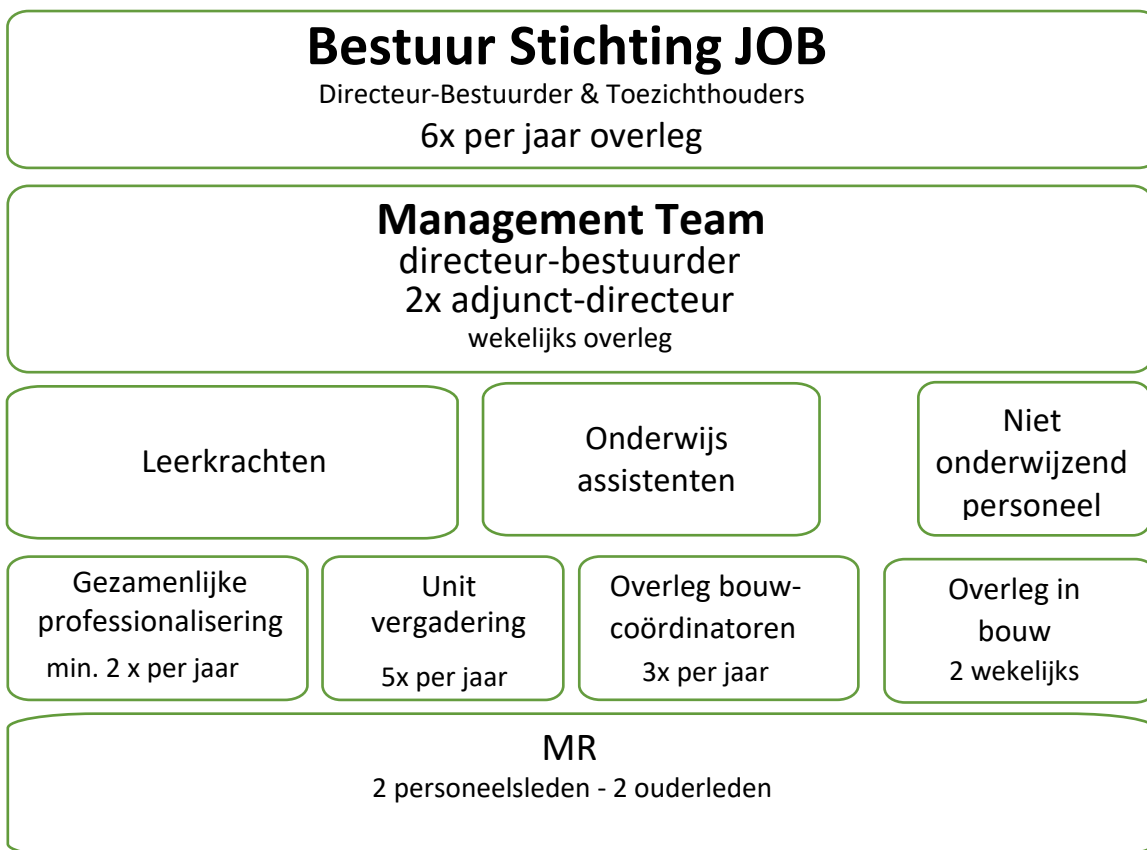 Bestuur Stichting JOB
Directeur-Bestuurder & Toezichthouders
6x per jaar overleg
Management Team
directeur-bestuurder
2x adjunct-directeur
wekelijks overleg
Leerkrachten
Onderwijs
assistenten
Niet
onderwijzend
personeel
Gezamenlijke
professionalisering
min. 2 x per jaar
Unit
vergadering
5x per jaar
Overleg bouw-
coördinatoren
3x per jaar
Overleg in
bouw
2 wekelijks
MR
2 personeelsleden - 2 ouderleden